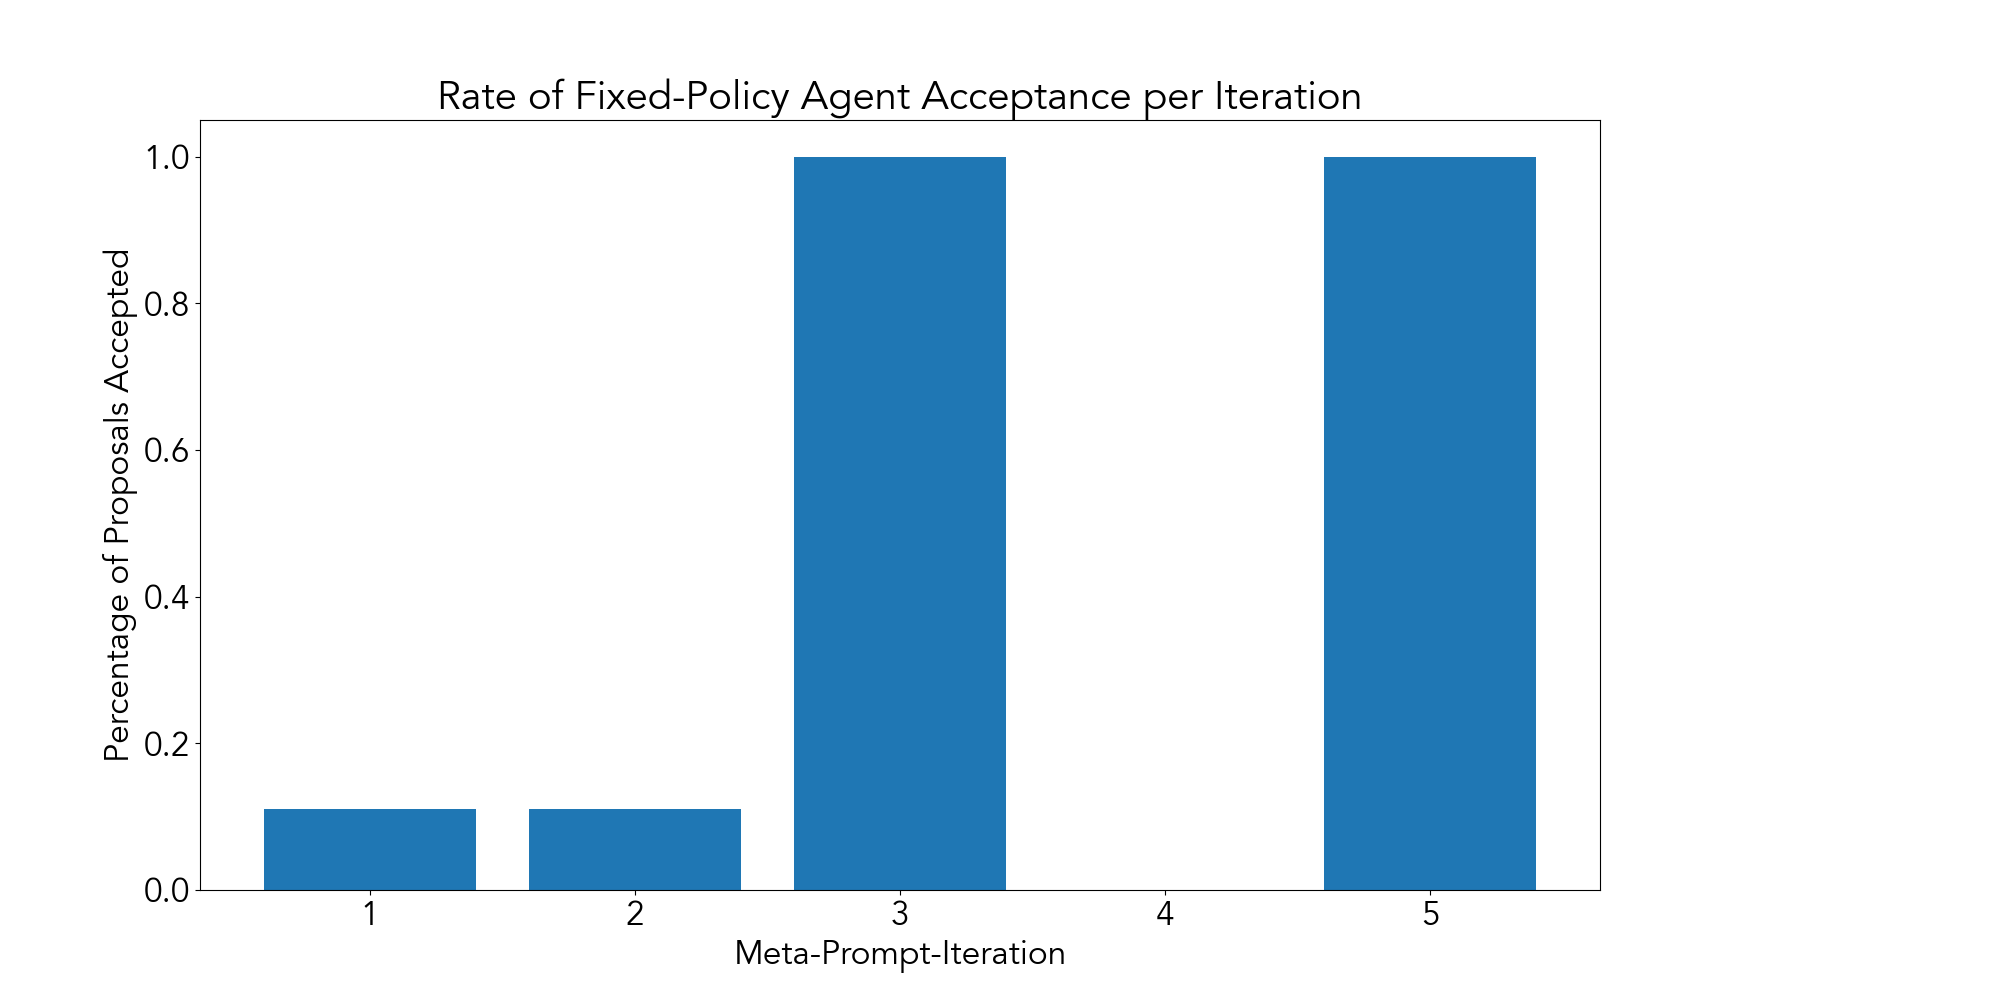 Rate of Fixed-Policy Agent Acceptance per Iteration
Percentage of Proposals Accepted
1.0
0.8
0.6
0.4
0.2
0.0
1 2 3 4 5
Meta-Prompt-Iteration